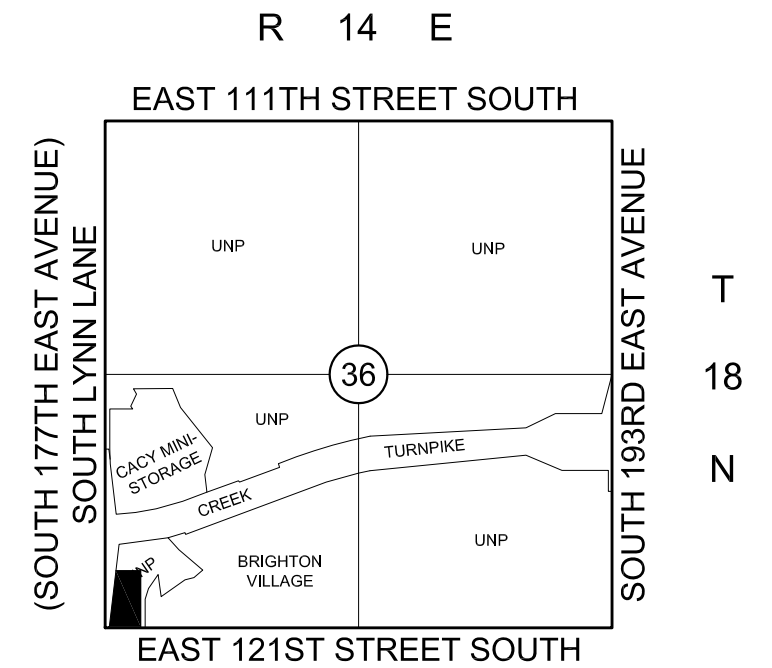 R 14 E
EAST 111TH STREET SOUTH
(SOUTH 177TH EAST AVENUE)
SOUTH LYNN LANE
SOUTH 193RD EAST AVENUE
T
18
N
UNP
UNP
36
UNP
CACY MINI-
STORAGE
CREEK
TURNPIKE
NP
BRIGHTON
VILLAGE
UNP
EAST 121ST STREET SOUTH